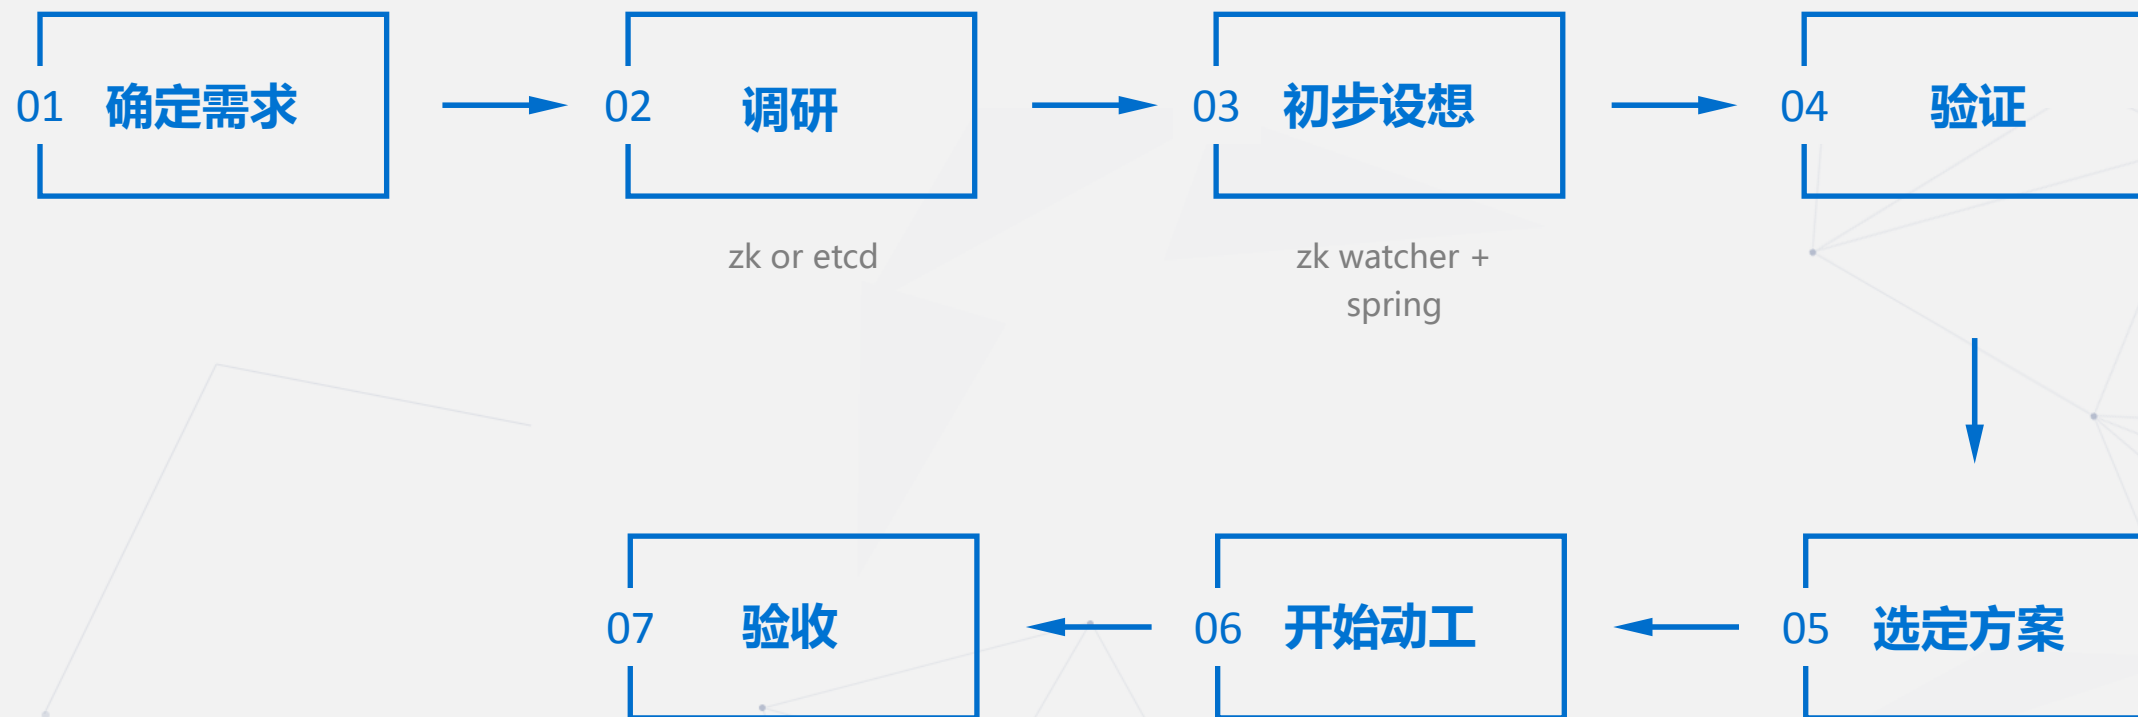 01 确定需求
02 调研
03 初步设想
04 验证
zk or etcd
zk watcher +
spring
05 选定方案
06 开始动工
07 验收